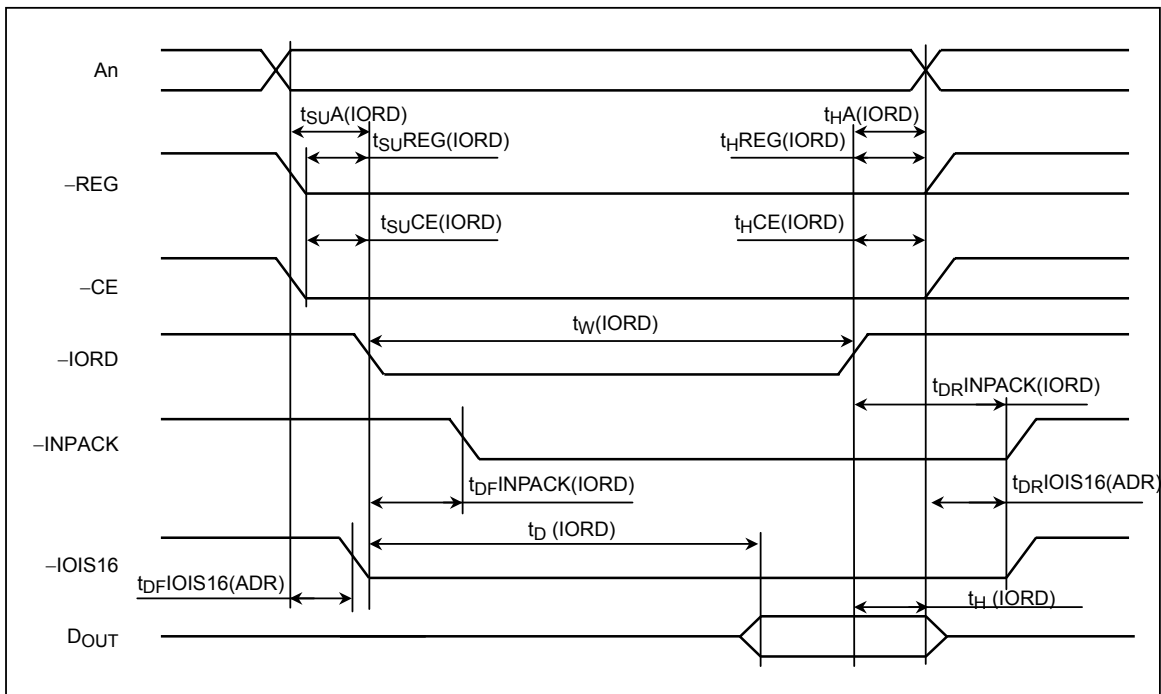 An
tSUA(IORD) tHA(IORD)
tSUREG(IORD) tHREG(IORD)
–REG
tSUCE(IORD) tHCE(IORD)
–CE
tW(IORD)
–IORD
tDRINPACK(IORD)
–INPACK
tDFINPACK(IORD) tDRIOIS16(ADR)
tD (IORD)
–IOIS16
tDFIOIS16(ADR)
tH (IORD)
DOUT